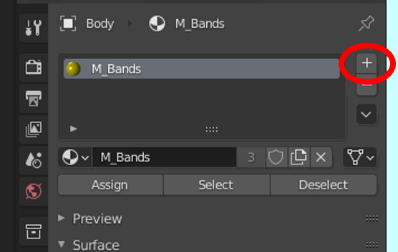 Body M_Bands
M_Bands
M_Bands 3
Assign Select Deselect
Preview
Surface